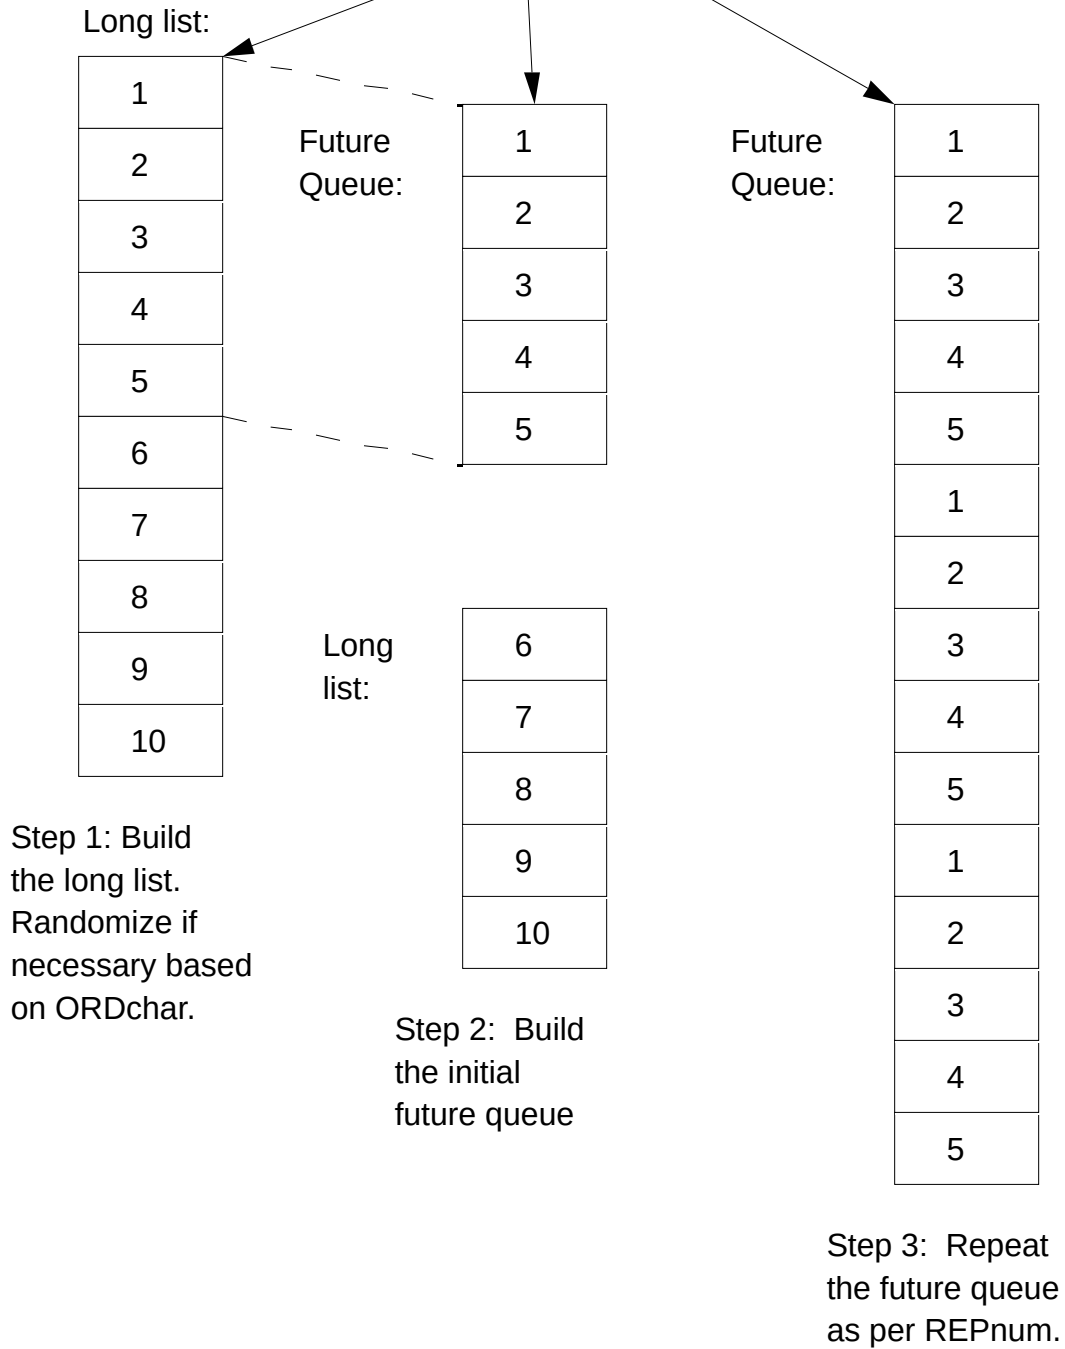 Long list:
1
2
3
4
5
6
7
8
9
10
Step 1: Build
the long list.
Randomize if
necessary based
on ORDchar.
Future
Queue:
1
2
3
4
5
Long
list:
6
7
8
9
10
Step 2:  Build
the initial
future queue
Future
Queue:
1
2
3
4
5
1
2
3
4
5
1
2
3
4
5
Step 3:  Repeat
the future queue
as per REPnum.